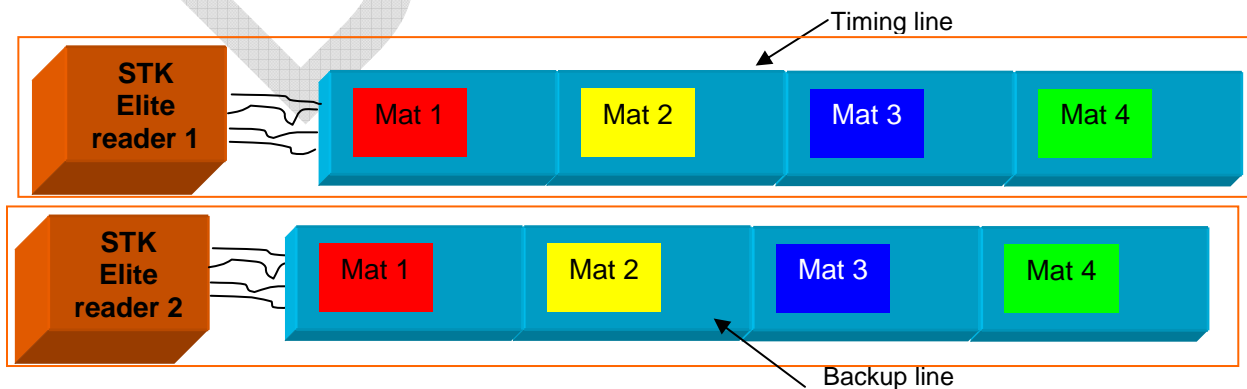 Timing line
STK
Elite
reader 1
Mat 1
Mat 2
Mat 3
Mat 4
STK
Elite
reader 2
Mat 1
Mat 2
Mat 3
Mat 4
Backup line